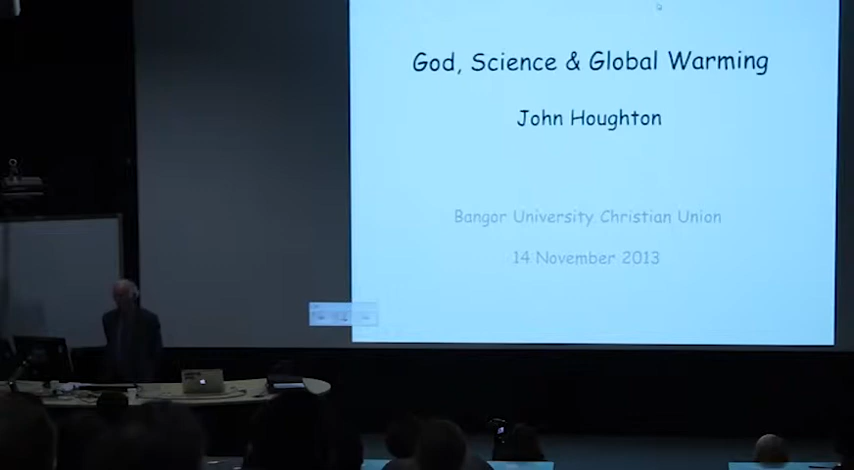 God, Science & Global Warming
John Houghton
Bangor University Christian Union
14 November 2013